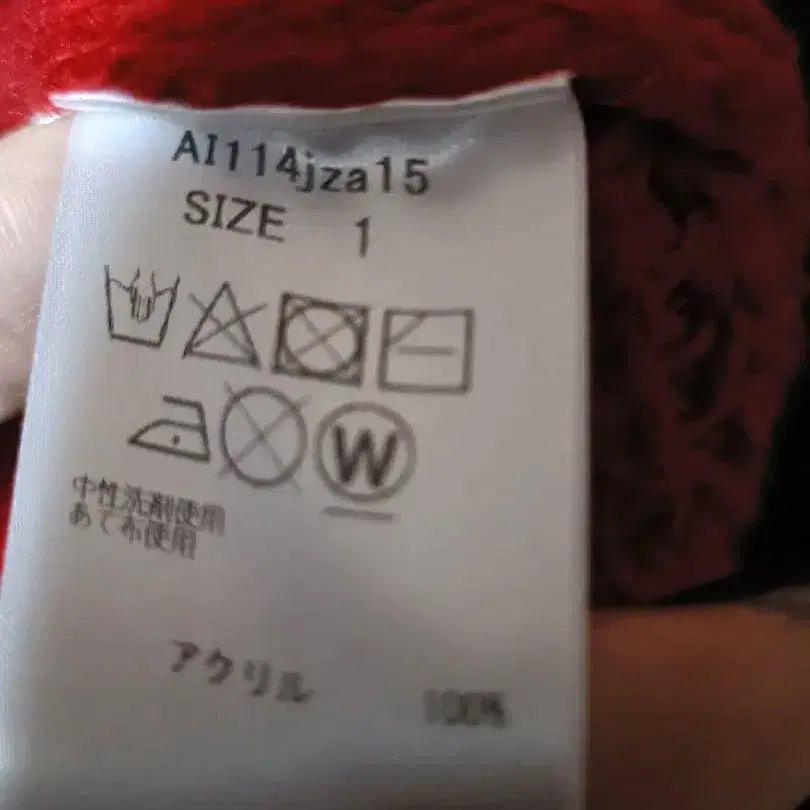 AI114jza15
SIZE 1
W
中性洗剤使用
あて布使用
アクリル 100%